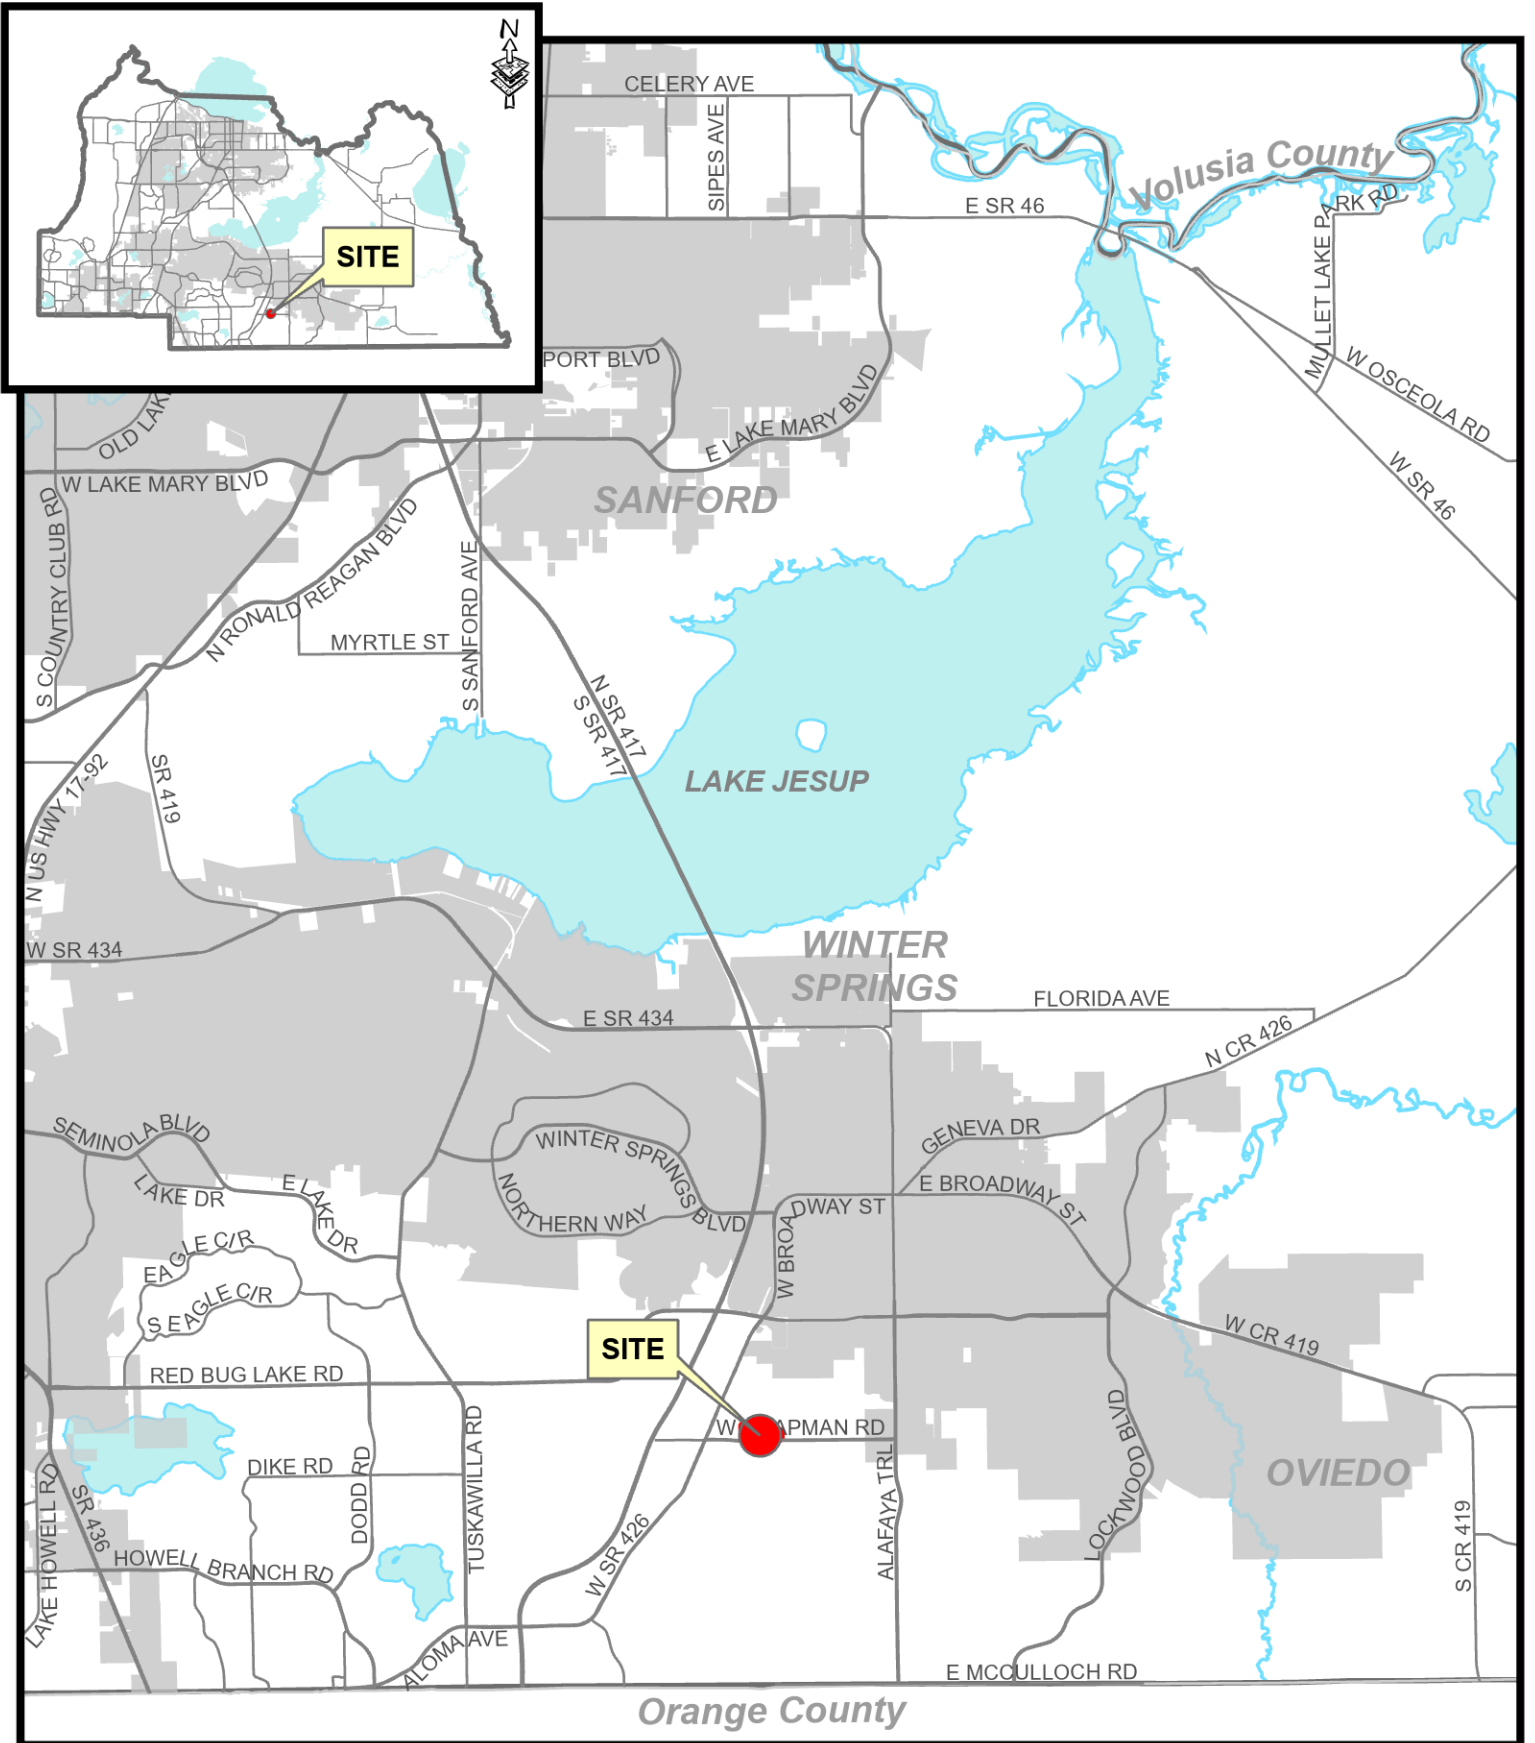 N
SITE
CELERY AVE
SIPES AVE
Volusia County
E SR 46
PARK RD
MULLET LAKE
W OSCEOLA RD
W SR 46
PORT BLVD
E LAKE MARY BLVD
OLD
W LAKE MARY BLVD
SANFORD
S COUNTRY CLUB RD
N RONALD REAGAN BLVD
S SANFORD AVE
MYRTLE ST
N SR 417
S SR 417
N US HWY 17-92
SR 419
LAKE JESUP
W SR 434
WINTER
SPRINGS
FLORIDA AVE
E SR 434
N CR 426
SEMINOLA BLVD
LAKE DR
E LAKE DR
WINTER SPRINGS BLVD
NORTHERN WAY
GENEVA DR
E BROADWAY ST
W BROADWAY ST
EAGLE C/R
S EAGLE C/R
SITE
W CR 419
RED BUG LAKE RD
W APMAN RD
LOCKWOOD BLVD
OVIEDO
DIKE RD
DODD RD
TUSKAWILLA RD
ALAFAYA TRL
LAKE HOWELL RD
SR 436
HOWELL BRANCH RD
W SR 426
S CR 419
ALOMA AVE
E MCCULLOCH RD
Orange County